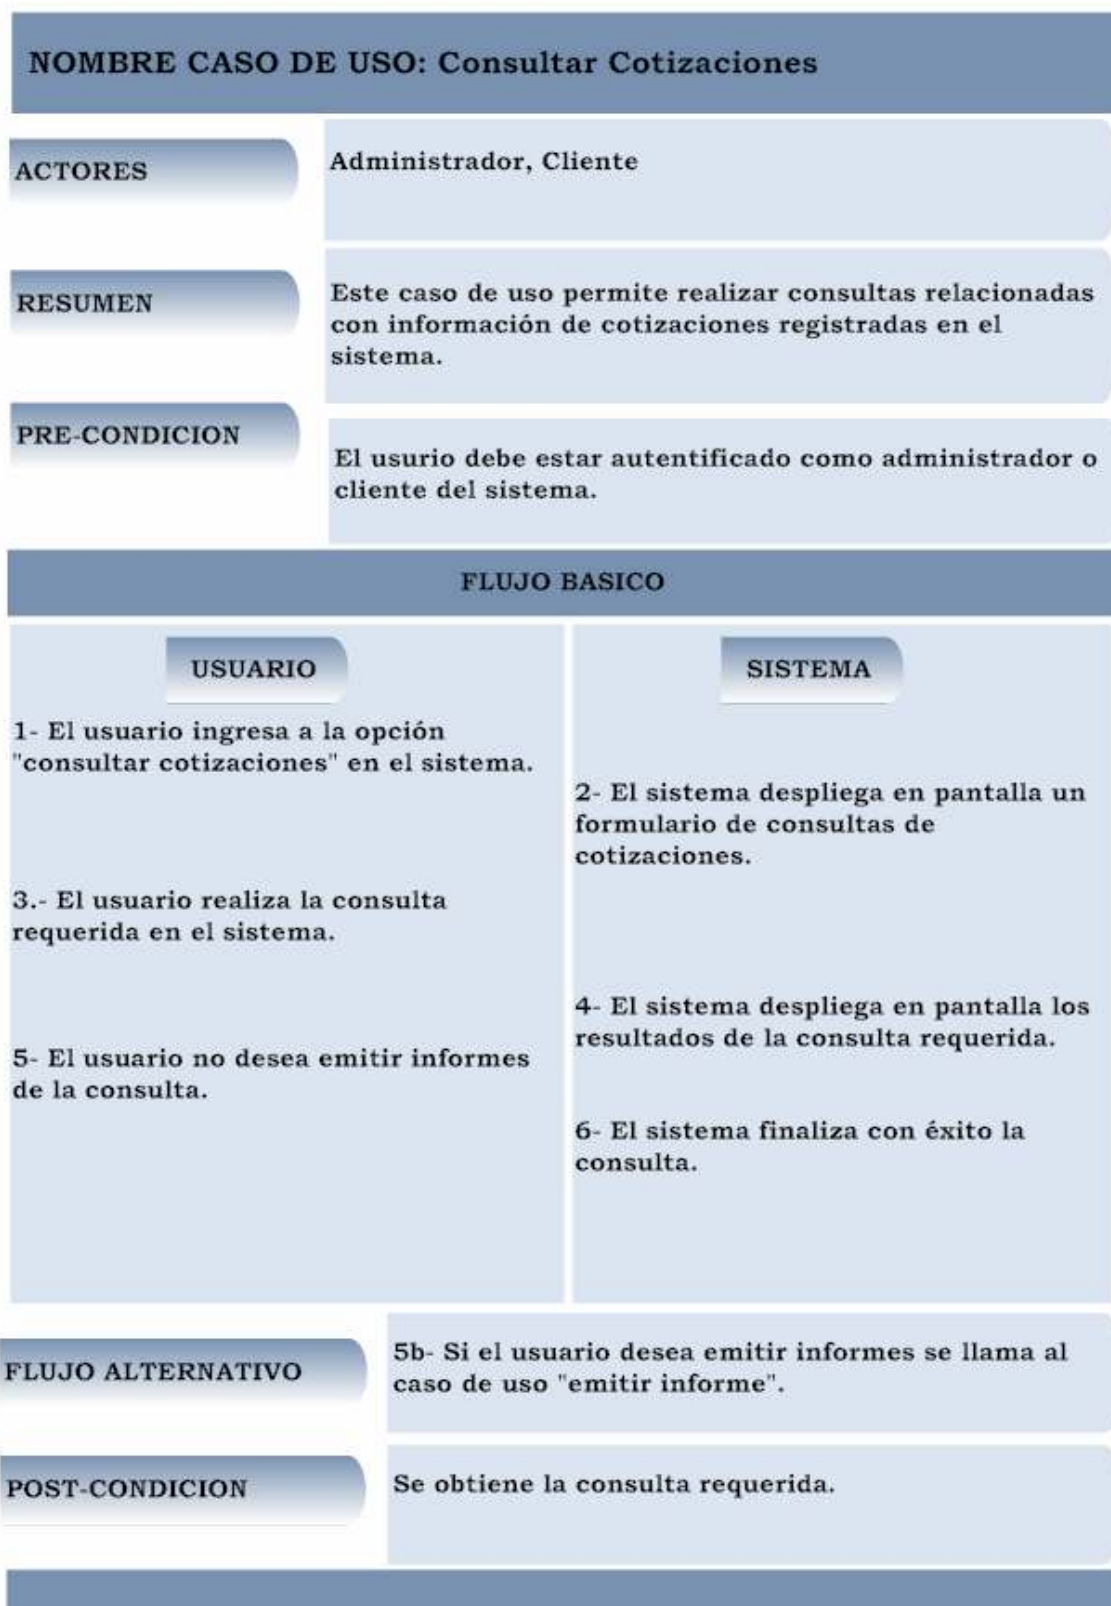 NOMBRE CASO DE USO: Consultar Cotizaciones
ACTORES
Administrador, Cliente
RESUMEN
Este caso de uso permite realizar consultas relacionadas
con información de cotizaciones registradas en el
sistema.
PRE-CONDICION
El usurio debe estar autentificado como administrador o
cliente del sistema.
FLUJO BASICO
USUARIO
SISTEMA
1- El usuario ingresa a la opción
"consultar cotizaciones" en el sistema.
2- El sistema despliega en pantalla un
formulario de consultas de
cotizaciones.
3.- El usuario realiza la consulta
requerida en el sistema.
4- El sistema despliega en pantalla los
resultados de la consulta requerida.
5- El usuario no desea emitir informes
de la consulta.
6- El sistema finaliza con éxito la
consulta.
FLUJO ALTERNATIVO
5b- Si el usuario desea emitir informes se llama al
caso de uso "emitir informe".
POST-CONDICION
Se obtiene la consulta requerida.